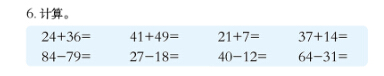 6. 计算。
24+36= 41+49= 21+7= 37+14=
84-79= 27-18= 40-12= 64-31=